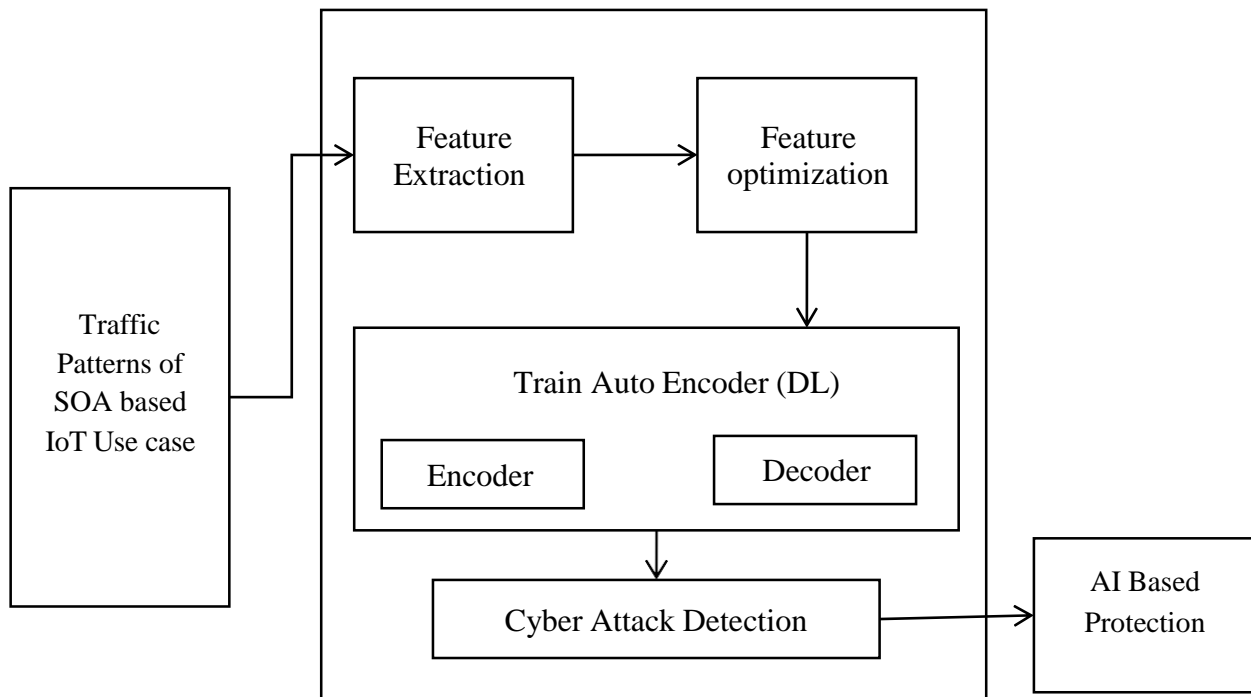 Feature
Extraction
Feature
optimization
Traffic
Patterns of
SOA based
IoT Use case
Train Auto Encoder (DL)
Encoder
Decoder
Cyber Attack Detection
AI Based
Protection